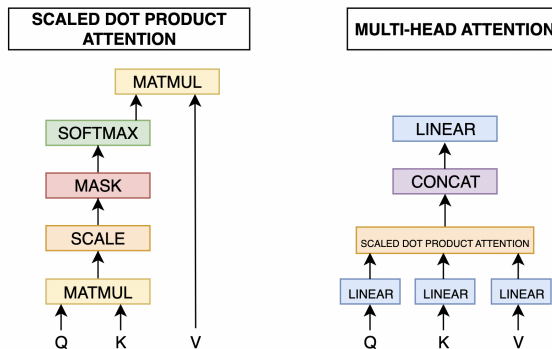 SCALED DOT PRODUCT
ATTENTION
MATMUL
SOFTMAX
MASK
SCALE
MATMUL
Q K V
MULTI-HEAD ATTENTION
LINEAR
CONCAT
SCALED DOT PRODUCT ATTENTION
LINEAR LINEAR LINEAR
Q K V